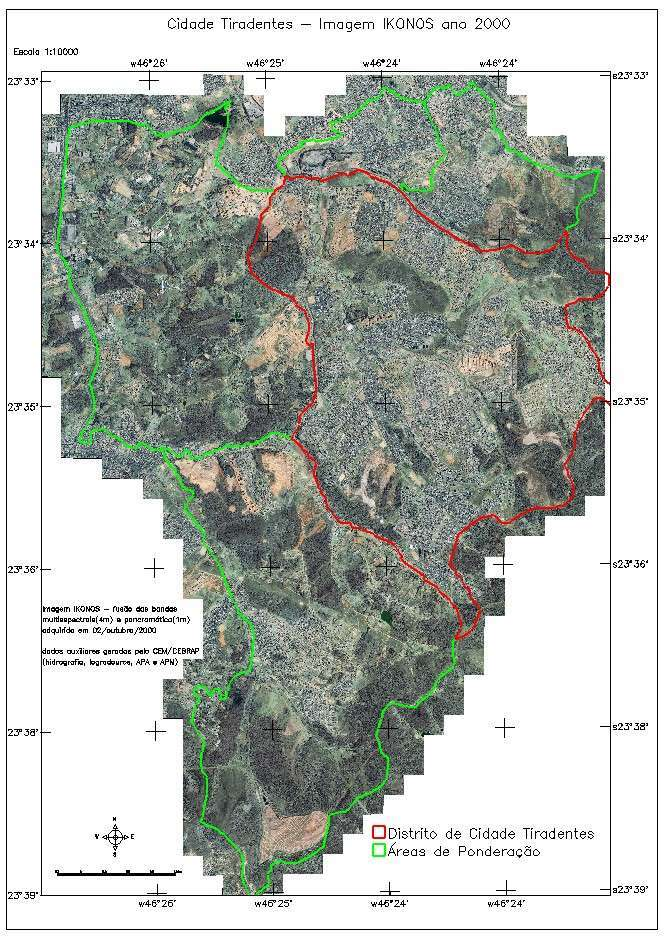 Cidade Tiradentes – Imagem IKONOS ano 2000
Escala 1:10000
w46°26' w46°25' w46°24' w46°24'
23°33' s23°33'
23°34' s23°34'
23°35' s23°35'
23°36' s23°36'
Imagem IKONOS – fusão das bandas
multiespectrais(4m) e pancromática(1m)
adquirida em 02/outubro/2000
dados auxiliares gerados pelo CEM/CEBRAP
(hidrografia, logradouros, APA e APM)
23°38' s23°38'
N
V E
S
Distrito de Cidade Tiradentes
Áreas de Ponderação
23°39' s23°39'
w46°26' w46°25' w46°24' w46°24'